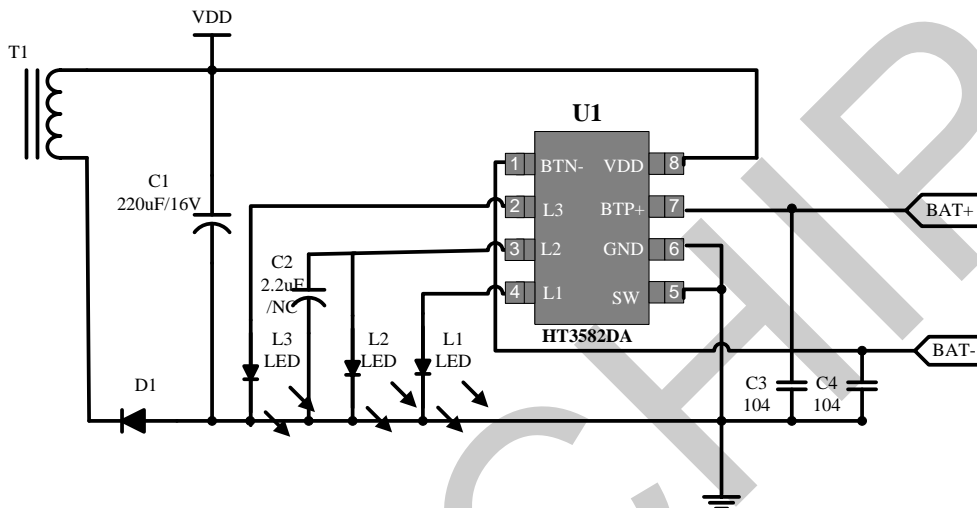 VDD
T1
U1
C1
220uF/16V
1 BTN- VDD 8
2 L3 BTP+ 7
3 L2 GND 6
4 L1 SW 5
HT3582DA
BAT+
BAT-
C2
2.2uF
/NC
L3
LED
L2
LED
L1
LED
D1
C3
104
C4
104
CHIP